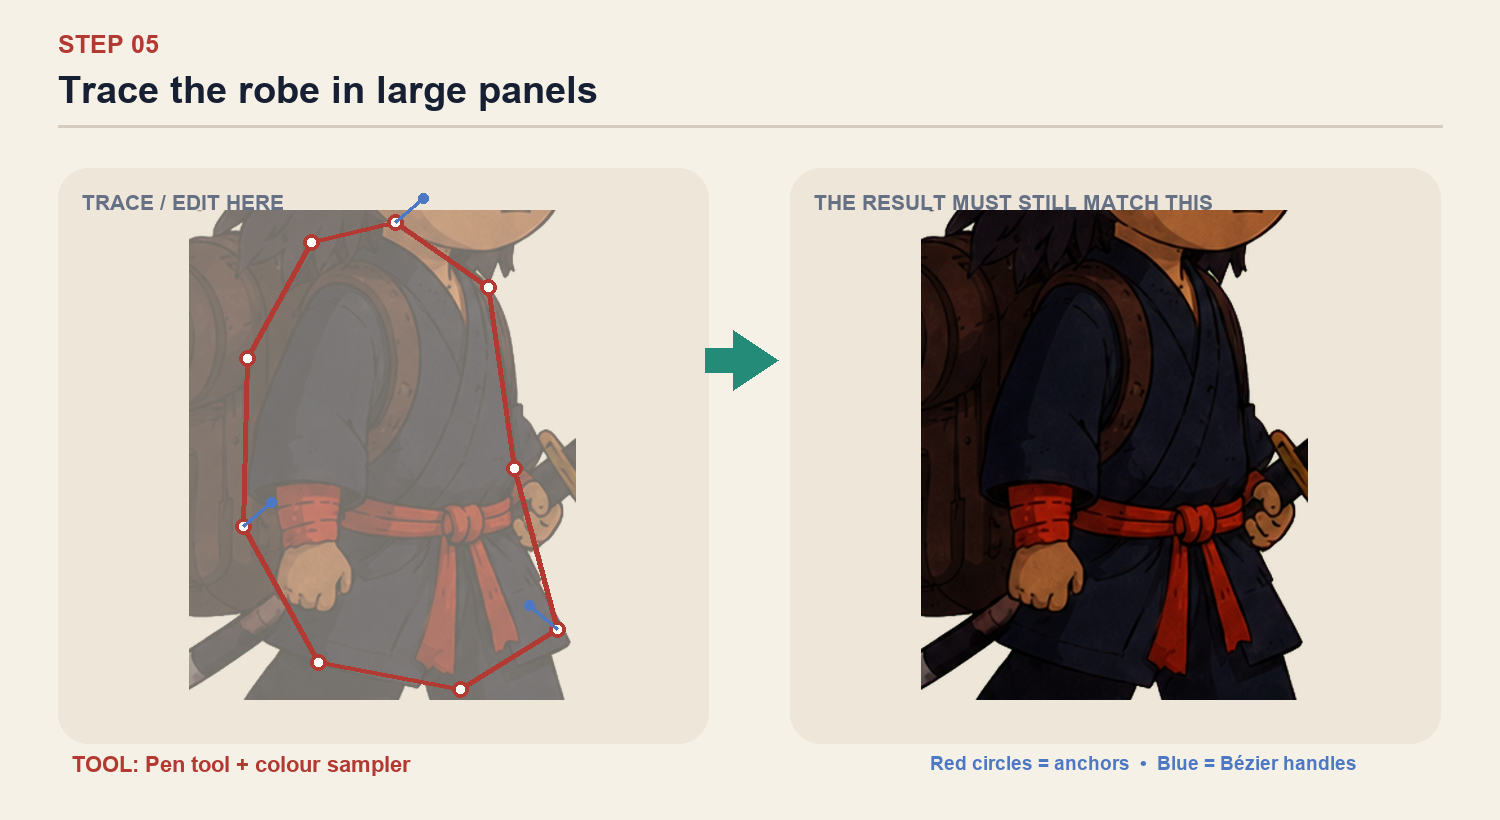 STEP 05
Trace the robe in large panels
TRACE / EDIT HERE
THE RESULT MUST STILL MATCH THIS
TOOL: Pen tool + colour sampler
Red circles = anchors • Blue = Bézier handles